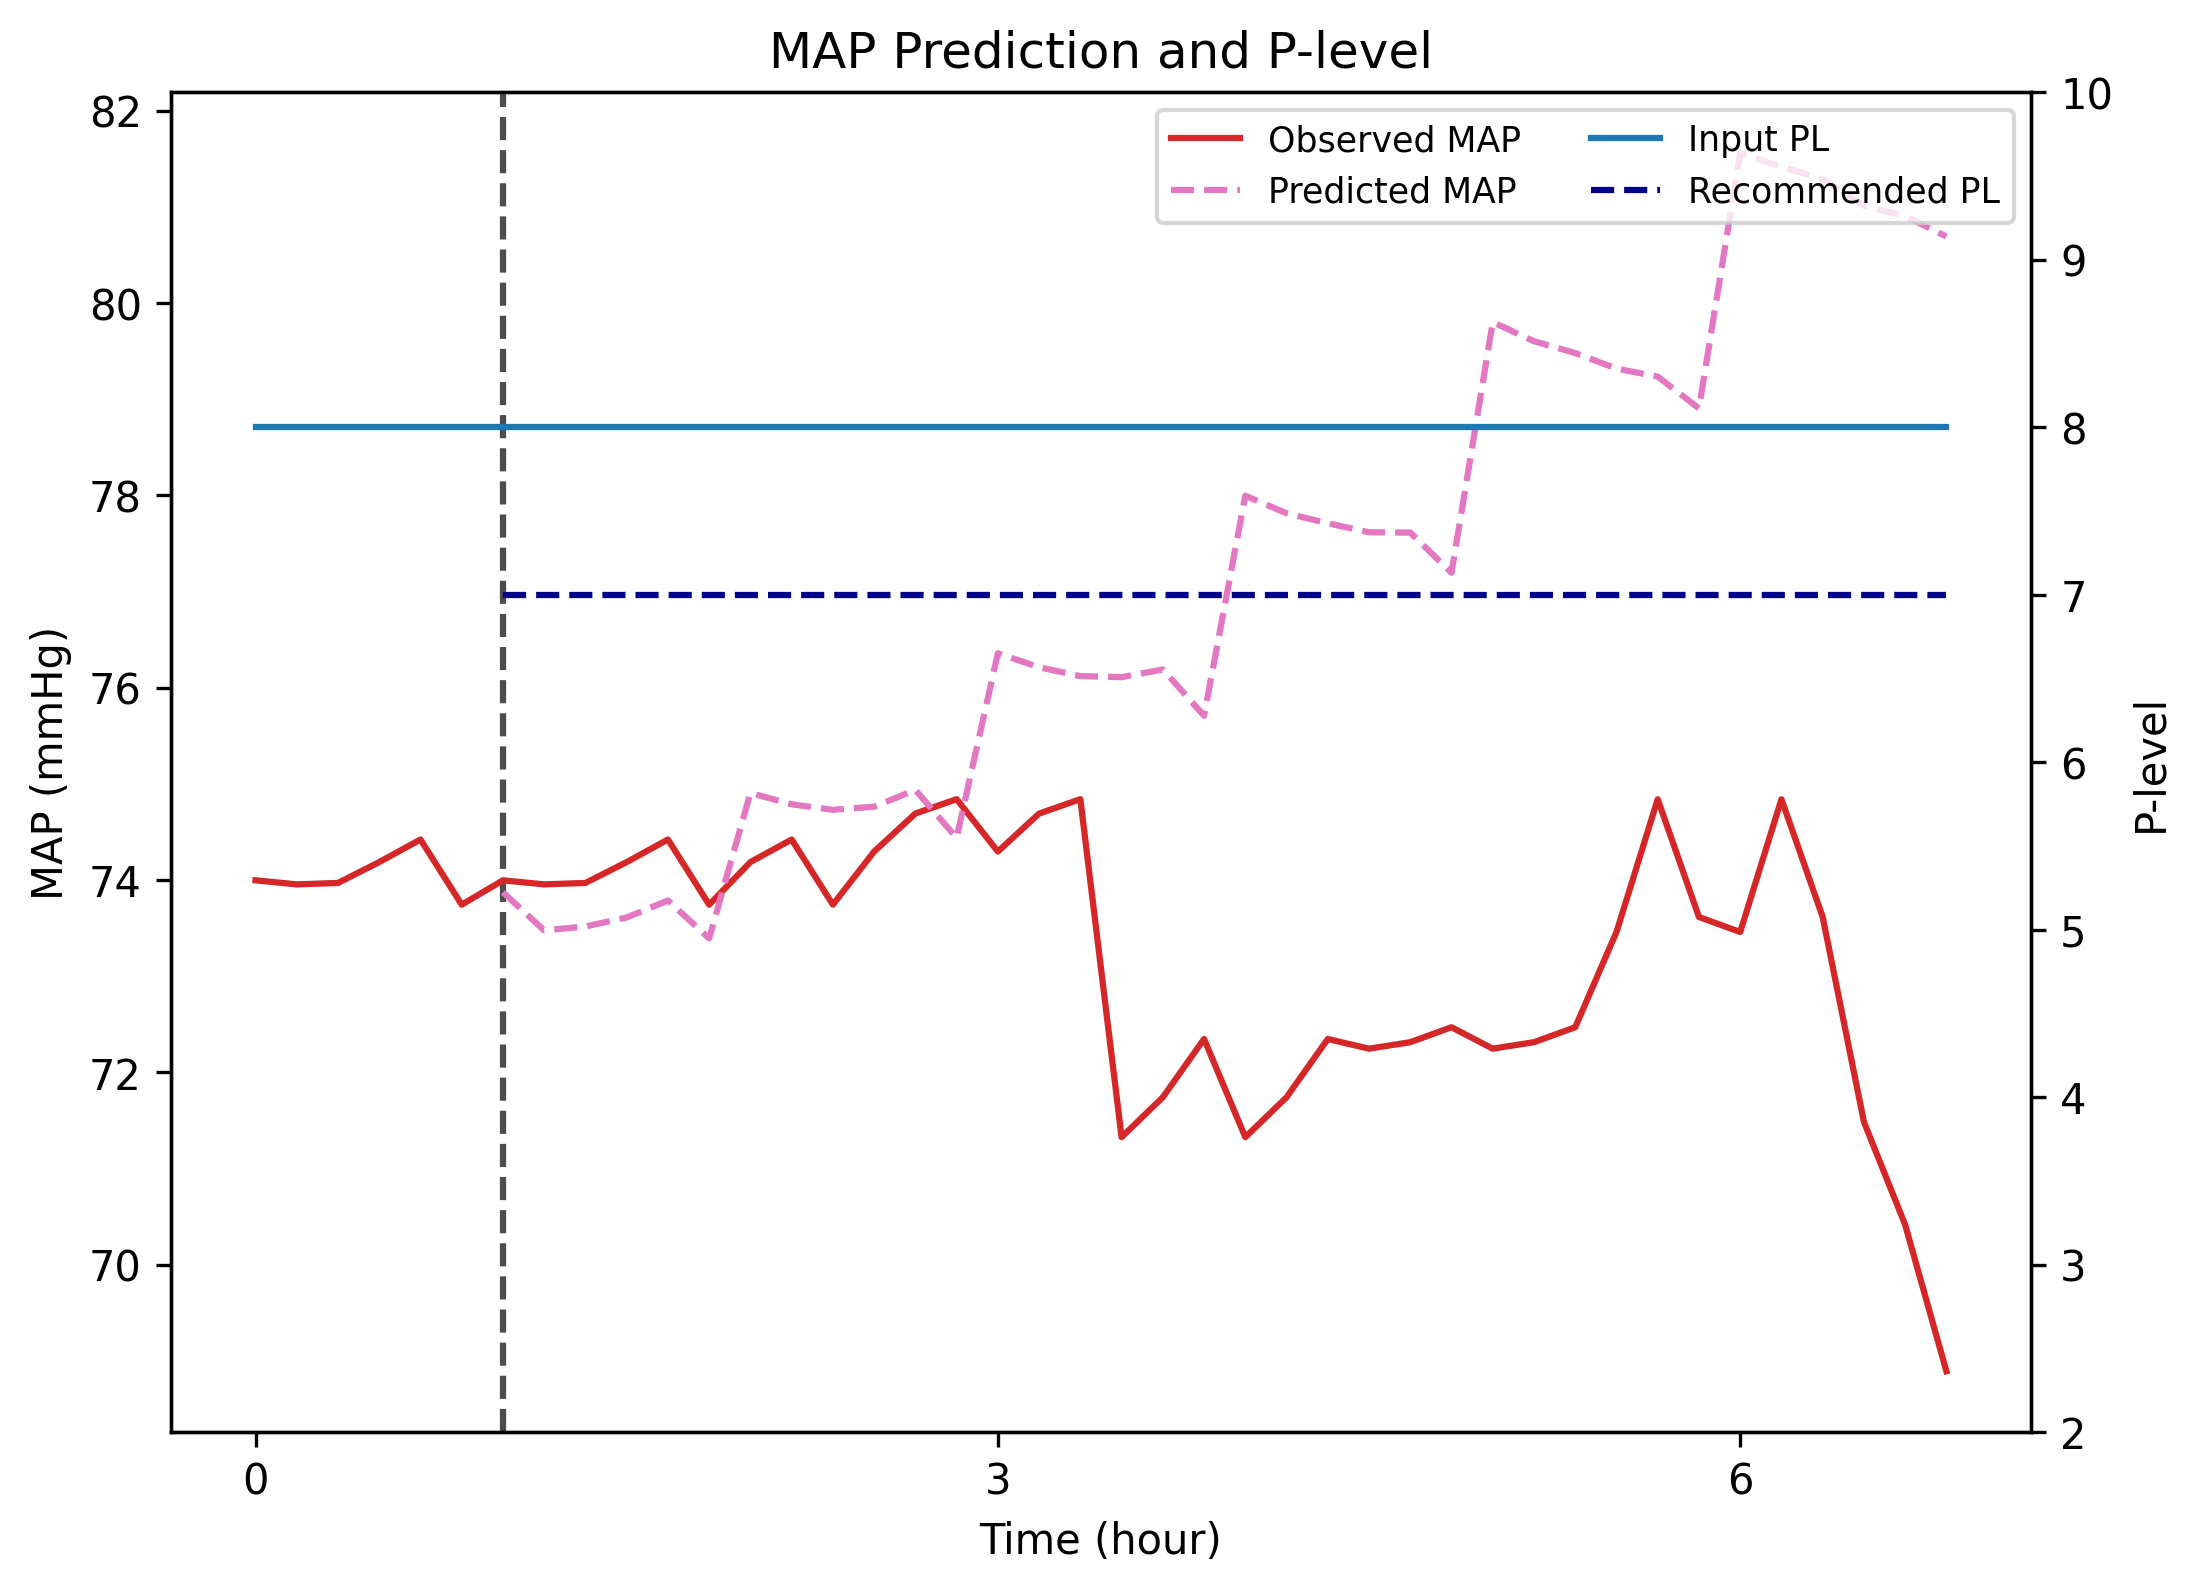 MAP Prediction and P-level
Observed MAP
Predicted MAP
Input PL
Recommended PL
MAP (mmHg)
82
80
78
76
74
72
70
P-level
10
9
8
7
6
5
4
3
2
0 3 6
Time (hour)